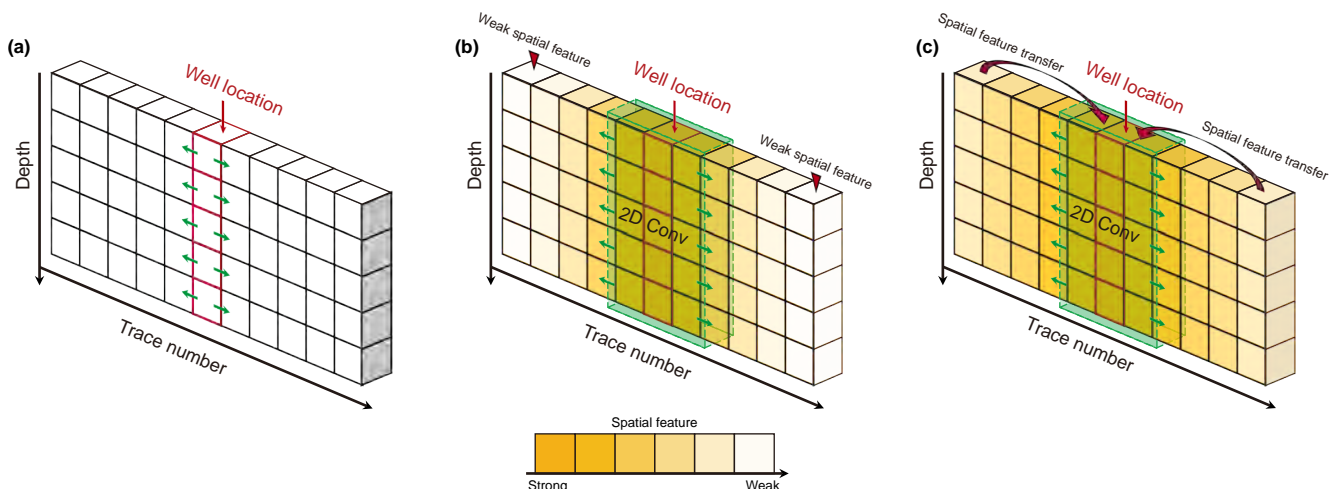 (a)
Well location
Depth
Trace number
(b)
Weak spatial feature
Well location
Weak spatial feature
Depth
2D Conv
Trace number
(c)
Spatial feature transfer
Well location
Spatial feature transfer
Depth
2D Conv
Trace number
Spatial feature
Strong
Weak